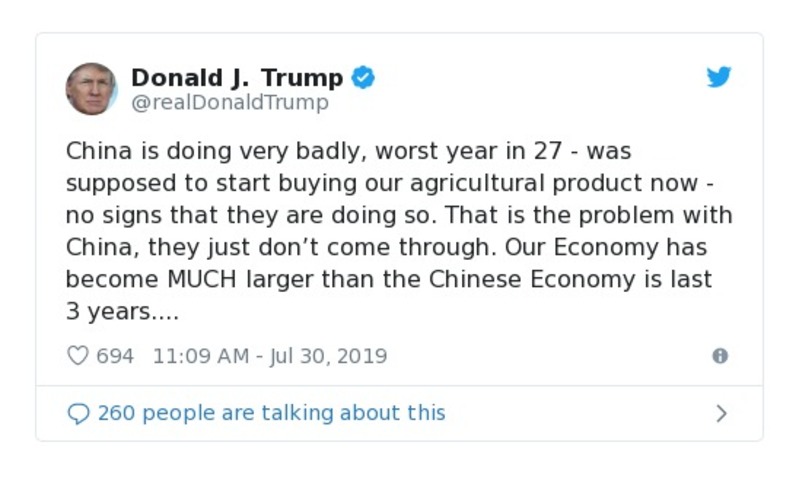 Donald J. Trump
@realDonaldTrump
China is doing very badly, worst year in 27 - was
supposed to start buying our agricultural product now -
no signs that they are doing so. That is the problem with
China, they just don’t come through. Our Economy has
become MUCH larger than the Chinese Economy is last
3 years....
694 11:09 AM - Jul 30, 2019
260 people are talking about this